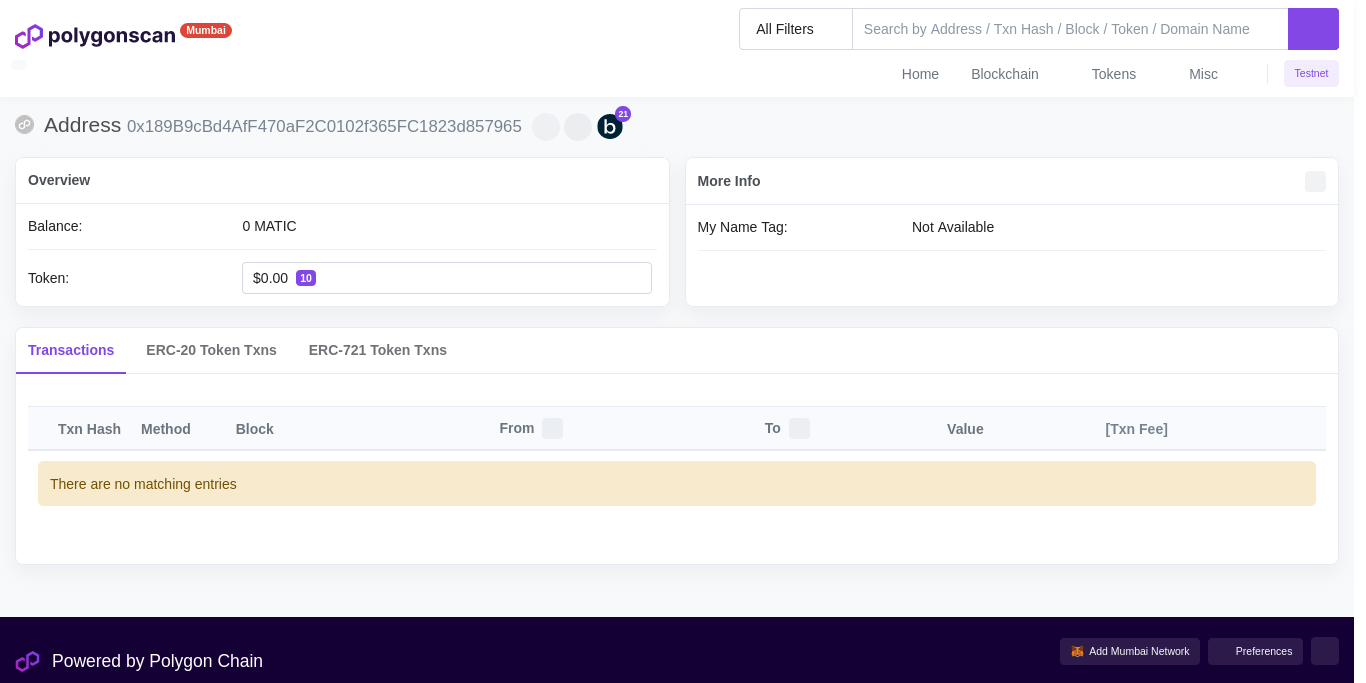 polygonscan Mumbai
All Filters Search by Address / Txn Hash / Block / Token / Domain Name
Home Blockchain Tokens Misc Testnet
Address 0x189B9cBd4AfF470aF2C0102f365FC1823d857965 b 21
Overview
Balance: 0 MATIC
Token: $0.00 10
More Info
My Name Tag: Not Available
Transactions ERC-20 Token Txns ERC-721 Token Txns
Txn Hash Method Block From To Value [Txn Fee]
There are no matching entries
Powered by Polygon Chain
Add Mumbai Network Preferences